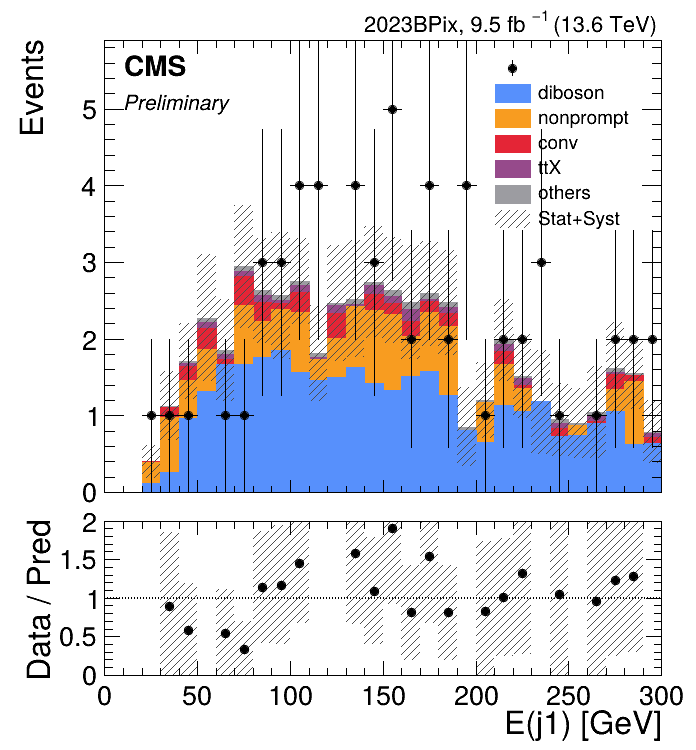 2023BPix, 9.5 fb⁻¹ (13.6 TeV)
Events
CMS
Preliminary
diboson
nonprompt
conv
ttX
others
Stat+Syst
5
4
3
2
1
0
Data / Pred
2
1.5
1
0.5
0
0 50 100 150 200 250 300
E(j1) [GeV]